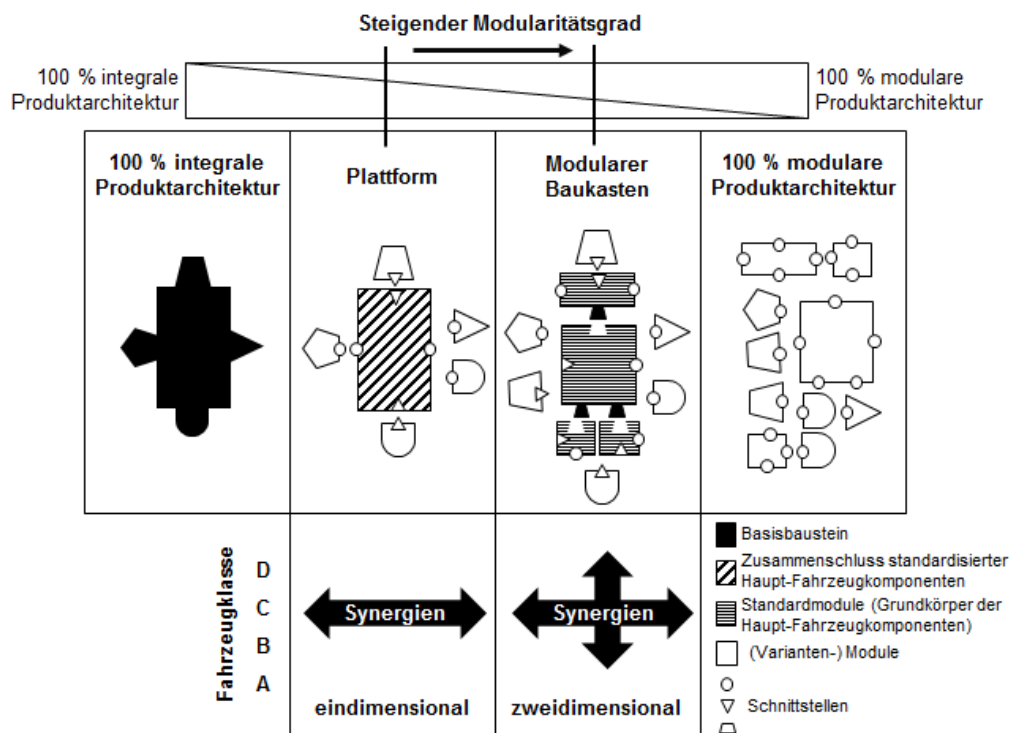 Steigender Modularitätsgrad
100 % integrale
Produktarchitektur
100 % modulare
Produktarchitektur
100 % integrale
Produktarchitektur
Plattform
Modularer
Baukasten
100 % modulare
Produktarchitektur
Fahrzeugklasse
D
C
B
A
Synergien
eindimensional
Synergien
zweidimensional
Basisbaustein
Zusammenschluss standardisierter
Haupt-Fahrzeugkomponenten
Standardmodule (Grundkörper der
Haupt-Fahrzeugkomponenten)
(Varianten-) Module
Schnittstellen